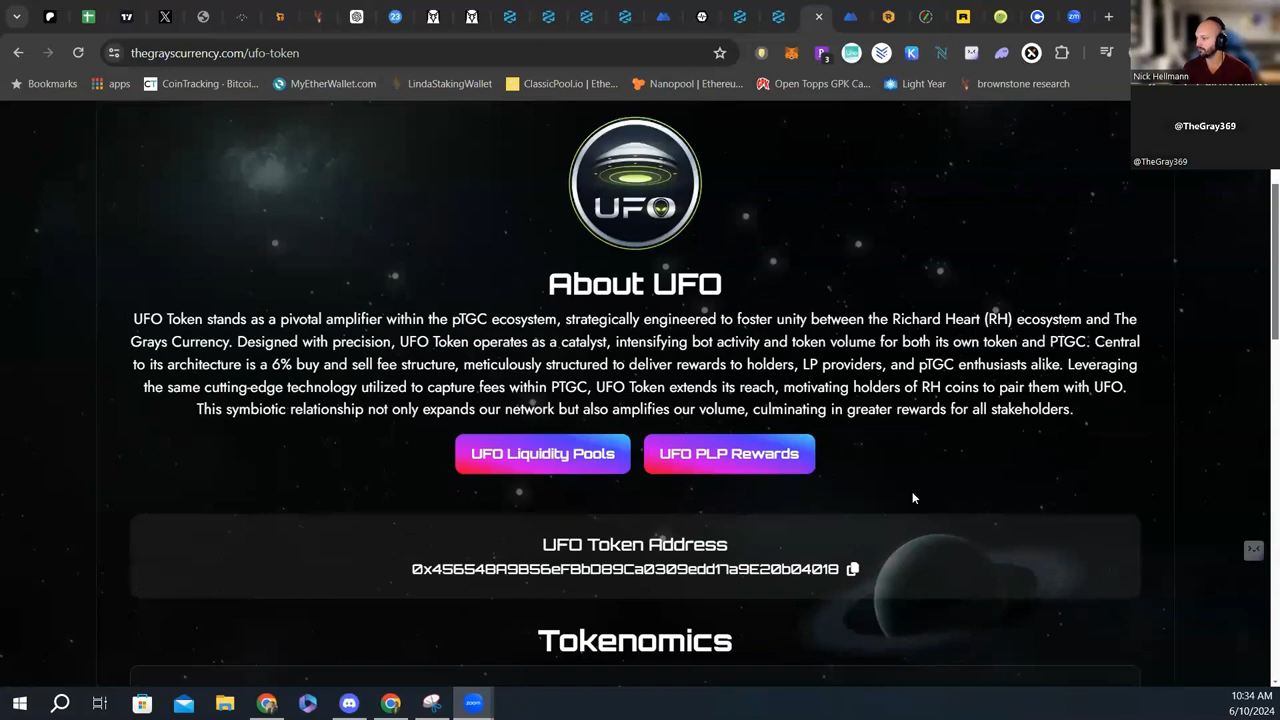 thegrayscurrency.com/ufo-token
3
Bookmarks
apps
CoinTracking - Bitcoi...
MyEtherWallet.com
LindaStakingWallet
ClassicPool.io | Ethe...
Nanopool | Ethereu...
Open Topps GPK Ca...
Light Year
brownstone research
Nick Hellmann
@TheGray369
@TheGray369
UFO
About UFO
UFO Token stands as a pivotal amplifier within the pTGC ecosystem, strategically engineered to foster unity between the Richard Heart (RH) ecosystem and The
Grays Currency. Designed with precision, UFO Token operates as a catalyst, intensifying bot activity and token volume for both its own token and PTGC. Central
to its architecture is a 6% buy and sell fee structure, meticulously structured to deliver rewards to holders, LP providers, and pTGC enthusiasts alike. Leveraging
the same cutting-edge technology utilized to capture fees within PTGC, UFO Token extends its reach, motivating holders of RH coins to pair them with UFO.
This symbiotic relationship not only expands our network but also amplifies our volume, culminating in greater rewards for all stakeholders.
UFO Liquidity Pools
UFO PLP Rewards
UFO Token Address
0x456548A9B56eFBbD89Ca0309edd17a9E20b04018
Tokenomics
10:34 AM
6/10/2024